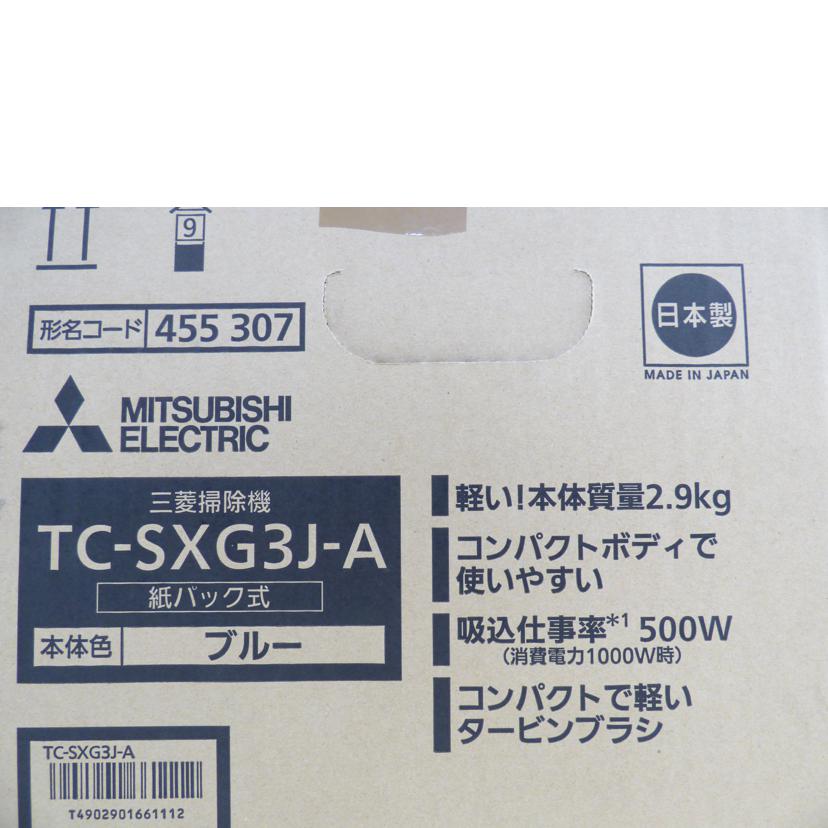 9
形名コード 455 307
日本製
MADE IN JAPAN
MITSUBISHI
ELECTRIC
三菱掃除機
TC-SXG3J-A
紙パック式
本体色 ブルー
軽い!本体質量2.9kg
コンパクトボディで
使いやすい
吸込仕事率*1 500W
(消費電力1000W時)
コンパクトで軽い
タービンブラシ
TC-SXG3J-A
T4902901661112